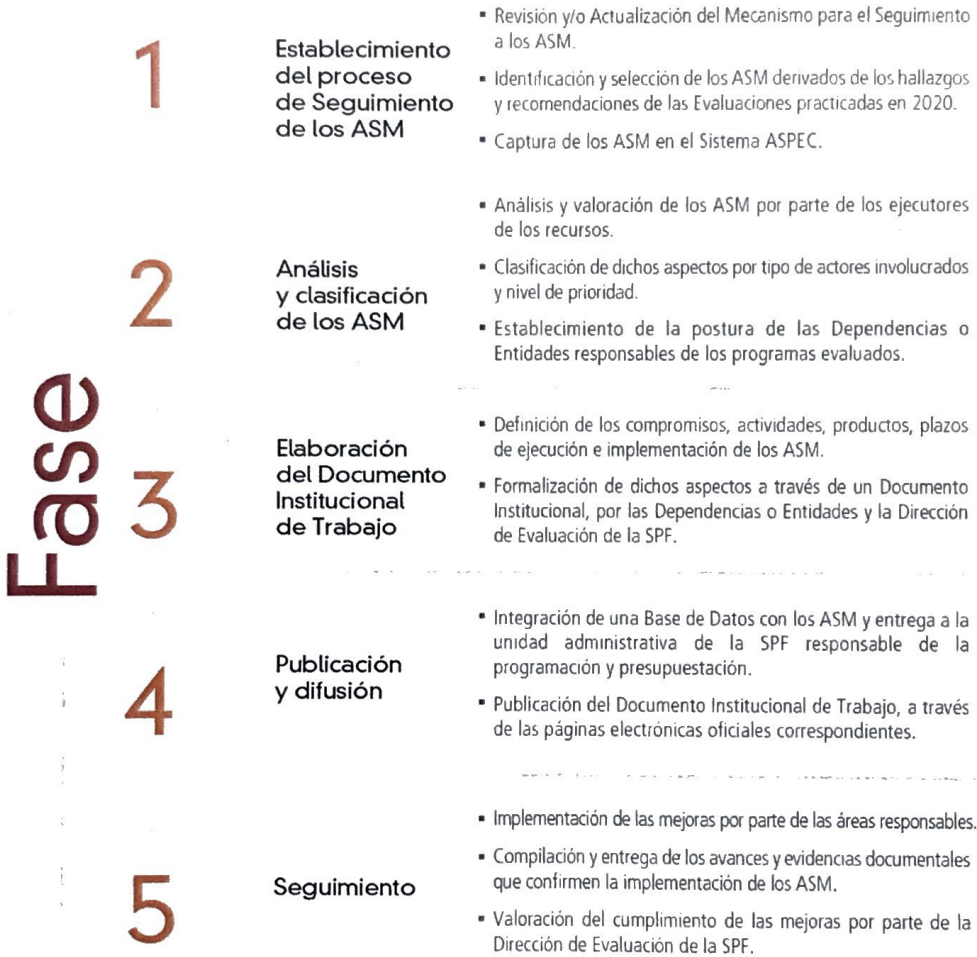 Fase
1
Establecimiento
del proceso
de Seguimiento
de los ASM
▪ Revisión y/o Actualización del Mecanismo para el Seguimiento
a los ASM.
▪ Identificación y selección de los ASM derivados de los hallazgos
y recomendaciones de las Evaluaciones practicadas en 2020.
▪ Captura de los ASM en el Sistema ASPEC.
2
Análisis
y clasificación
de los ASM
▪ Análisis y valoración de los ASM por parte de los ejecutores
de los recursos.
▪ Clasificación de dichos aspectos por tipo de actores involucrados
y nivel de prioridad.
▪ Establecimiento de la postura de las Dependencias o
Entidades responsables de los programas evaluados.
3
Elaboración
del Documento
Institucional
de Trabajo
▪ Definición de los compromisos, actividades, productos, plazos
de ejecución e implementación de los ASM.
▪ Formalización de dichos aspectos a través de un Documento
Institucional, por las Dependencias o Entidades y la Dirección
de Evaluación de la SPF.
4
Publicación
y difusión
▪ Integración de una Base de Datos con los ASM y entrega a la
unidad administrativa de la SPF responsable de la
programación y presupuestación.
▪ Publicación del Documento Institucional de Trabajo, a través
de las páginas electrónicas oficiales correspondientes.
5
Seguimiento
▪ Implementación de las mejoras por parte de las áreas responsables.
▪ Compilación y entrega de los avances y evidencias documentales
que confirmen la implementación de los ASM.
▪ Valoración del cumplimiento de las mejoras por parte de la
Dirección de Evaluación de la SPF.